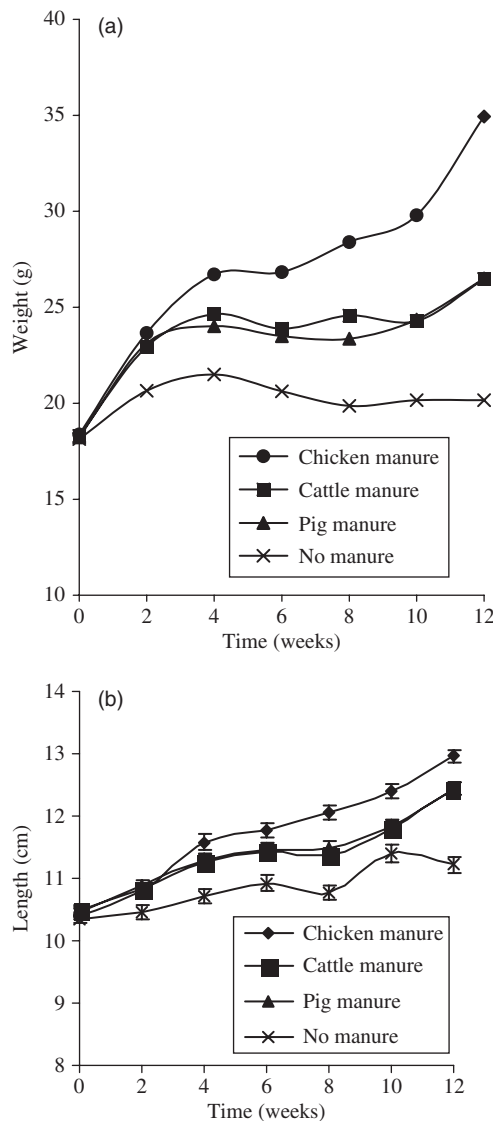 (a)
40
35
30
25
20
15
10
Weight (g)
Chicken manure
Cattle manure
Pig manure
No manure
0 2 4 6 8 10 12
Time (weeks)
(b)
14
13
12
11
10
9
8
Length (cm)
Chicken manure
Cattle manure
Pig manure
No manure
0 2 4 6 8 10 12
Time (weeks)